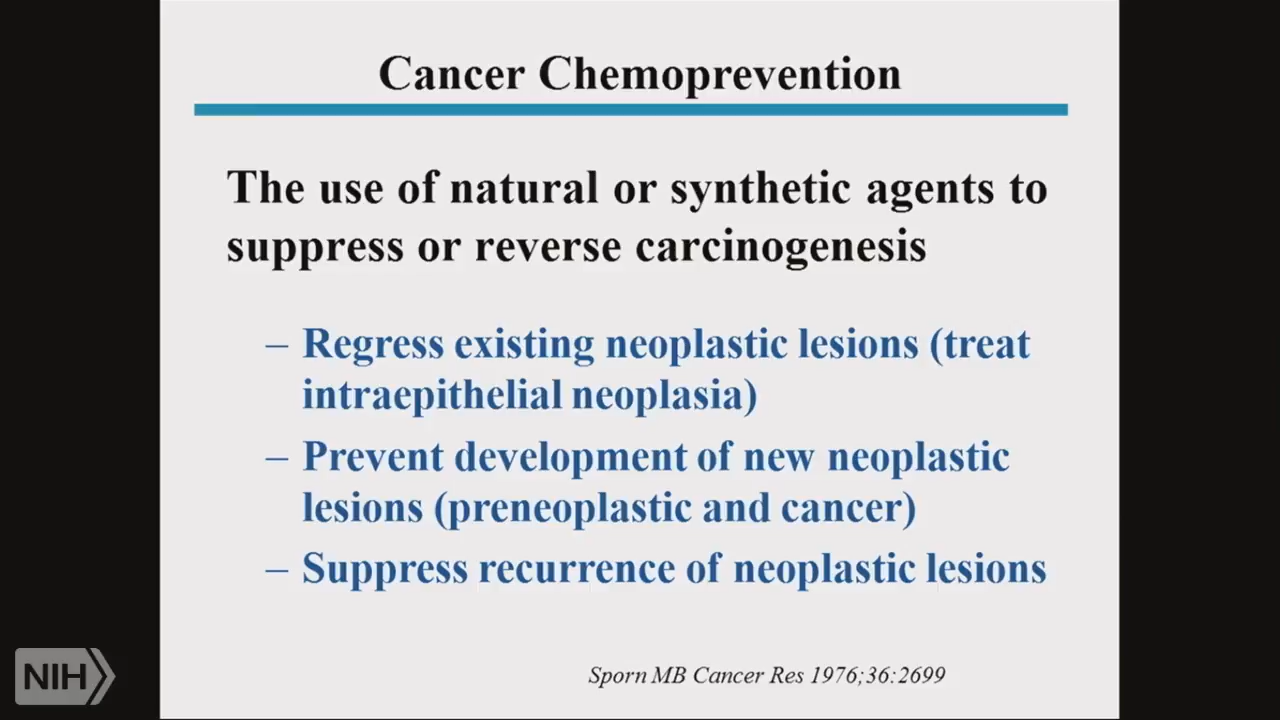 Cancer Chemoprevention
The use of natural or synthetic agents to
suppress or reverse carcinogenesis
– Regress existing neoplastic lesions (treat
intraepithelial neoplasia)
– Prevent development of new neoplastic
lesions (preneoplastic and cancer)
– Suppress recurrence of neoplastic lesions
Sporn MB Cancer Res 1976;36:2699
NIH